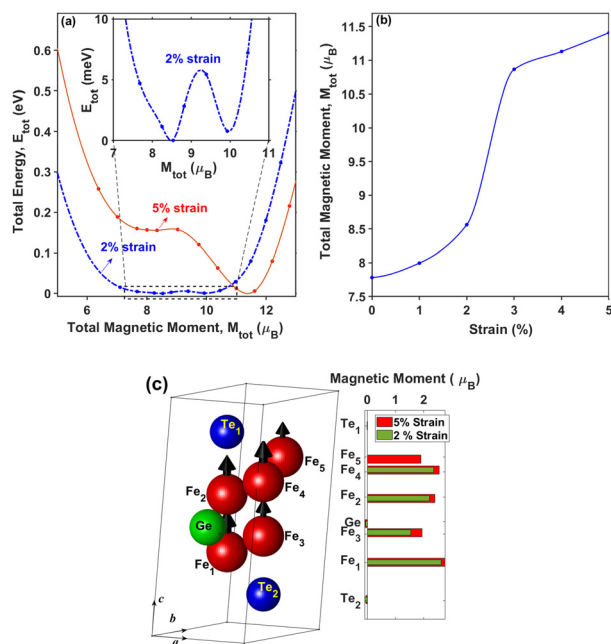 (a)
2% strain
5% strain
2% strain
Total Energy, E_tot (eV)
0.6
0.5
0.4
0.3
0.2
0.1
0
6 8 10 12
Total Magnetic Moment, M_tot (μ_B)
E_tot (meV)
10
5
0
7 8 9 10 11
M_tot (μ_B)
(b)
Total Magnetic Moment, M_tot (μ_B)
11.5
11
10.5
10
9.5
9
8.5
8
7.5
0 1 2 3 4 5
Strain (%)
(c)
Te1
Fe5
Fe4
Fe2
Ge
Fe3
Fe1
Te2
c
b
a
Magnetic Moment ( μ_B)
0 1 2
5% Strain
2 % Strain
Te1
Fe5
Fe4
Fe2
Ge
Fe3
Fe1
Te2